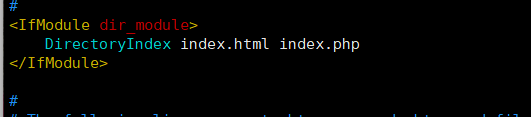 #
<IfModule dir_module>
    DirectoryIndex index.html index.php
</IfModule>
#